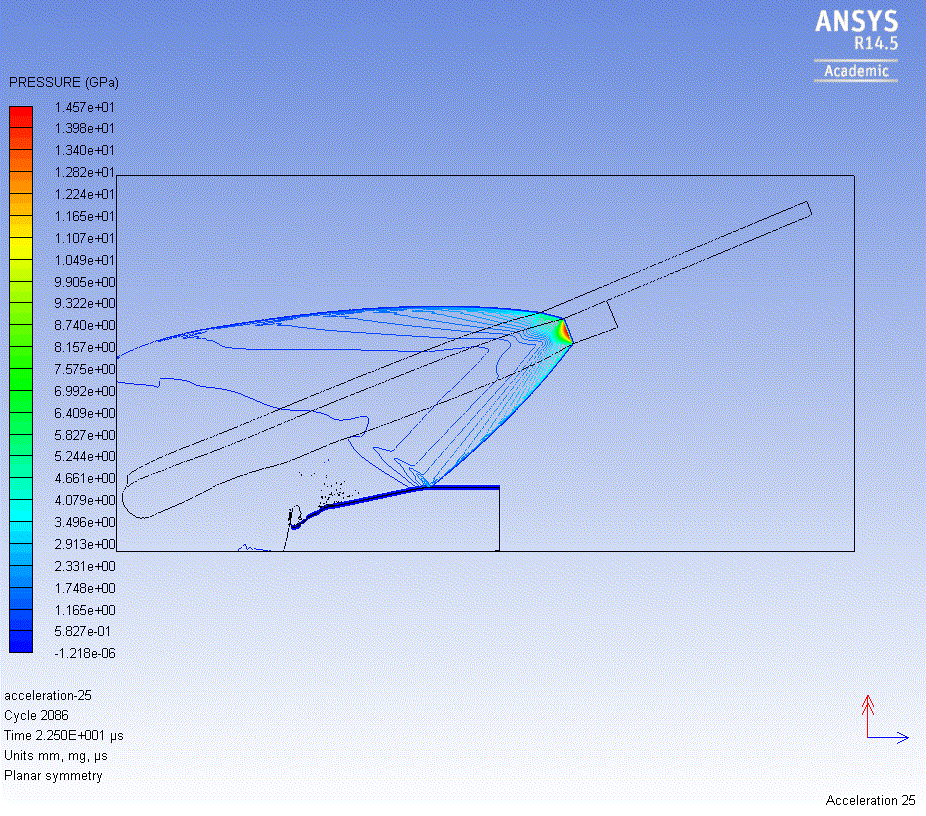 ANSYS
R14.5
Academic
PRESSURE (GPa)
1.457e+01
1.398e+01
1.340e+01
1.282e+01
1.224e+01
1.165e+01
1.107e+01
1.049e+01
9.905e+00
9.322e+00
8.740e+00
8.157e+00
7.575e+00
6.992e+00
6.409e+00
5.827e+00
5.244e+00
4.661e+00
4.079e+00
3.496e+00
2.913e+00
2.331e+00
1.748e+00
1.165e+00
5.827e-01
-1.218e-06
acceleration-25
Cycle 2086
Time 2.250E+001 µs
Units mm, mg, µs
Planar symmetry
Acceleration 25